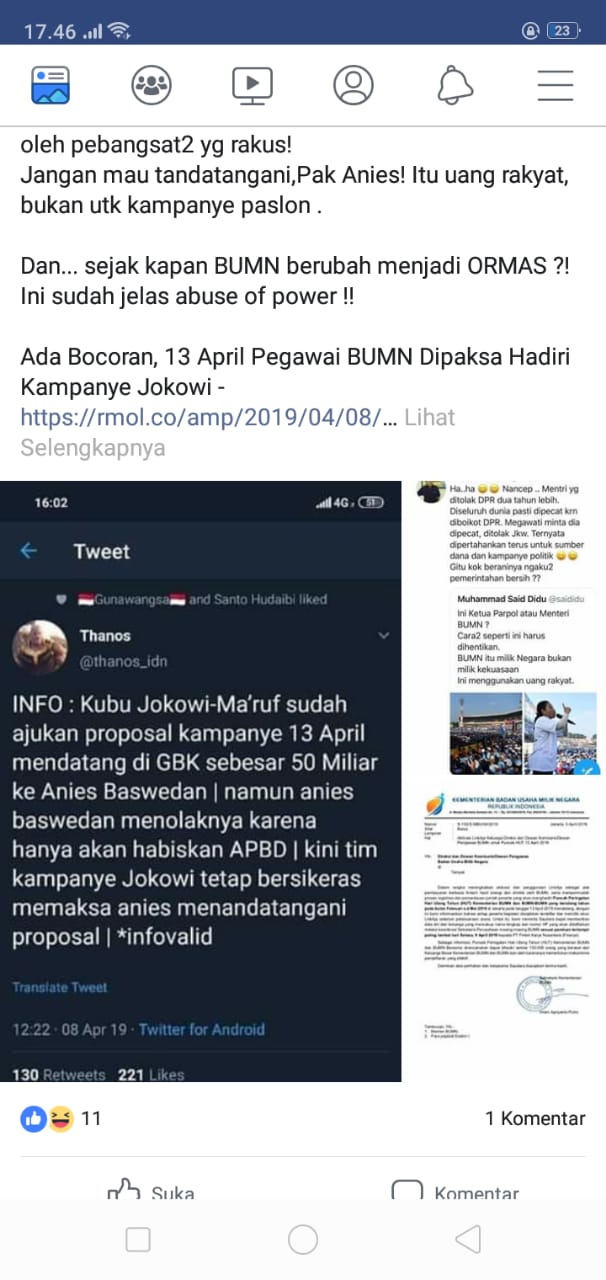 17.46
23
oleh pebangsat2 yg rakus!
Jangan mau tandatangani,Pak Anies! Itu uang rakyat,
bukan utk kampanye paslon .
Dan... sejak kapan BUMN berubah menjadi ORMAS ?!
Ini sudah jelas abuse of power !!
Ada Bocoran, 13 April Pegawai BUMN Dipaksa Hadiri
Kampanye Jokowi -
https://rmol.co/amp/2019/04/08/... Lihat
Selengkapnya
16:02
4G
51
Tweet
Gunawangsa and Santo Hudaibi liked
Thanos
@thanos_idn
INFO : Kubu Jokowi-Ma'ruf sudah
ajukan proposal kampanye 13 April
mendatang di GBK sebesar 50 Miliar
ke Anies Baswedan | namun anies
baswedan menolaknya karena
hanya akan habiskan APBD | kini tim
kampanye Jokowi tetap bersikeras
memaksa anies menandatangani
proposal | *infovalid
Translate Tweet
12:22 · 08 Apr 19 · Twitter for Android
130 Retweets 221 Likes
Ha..ha Nancep .. Mentri yg
ditolak DPR dua tahun lebih.
Diseluruh dunia pasti dipecat krn
diboikot DPR. Megawati minta dia
dipecat, ditolak Jkw. Ternyata
dipertahankan terus untuk sumber
dana dan kampanye politik
Gitu kok beraninya ngaku2
pemerintahan bersih ??
Muhammad Said Didu @saididu
Ini Ketua Parpol atau Menteri
BUMN ?
Cara2 seperti ini harus
dihentikan.
BUMN itu milik Negara bukan
milik kekuasaan
Ini menggunakan uang rakyat.
KEMENTERIAN BADAN USAHA MILIK NEGARA
REPUBLIK INDONESIA
11
1 Komentar
Suka
Komentar